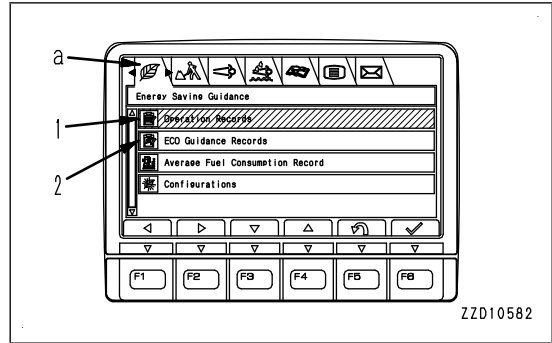 a
Energy Saving Guidance
1
Operation Records
2
ECO Guidance Records
Average Fuel Consumption Record
Configurations
F1 F2 F3 F4 F5 F6
ZZD10582